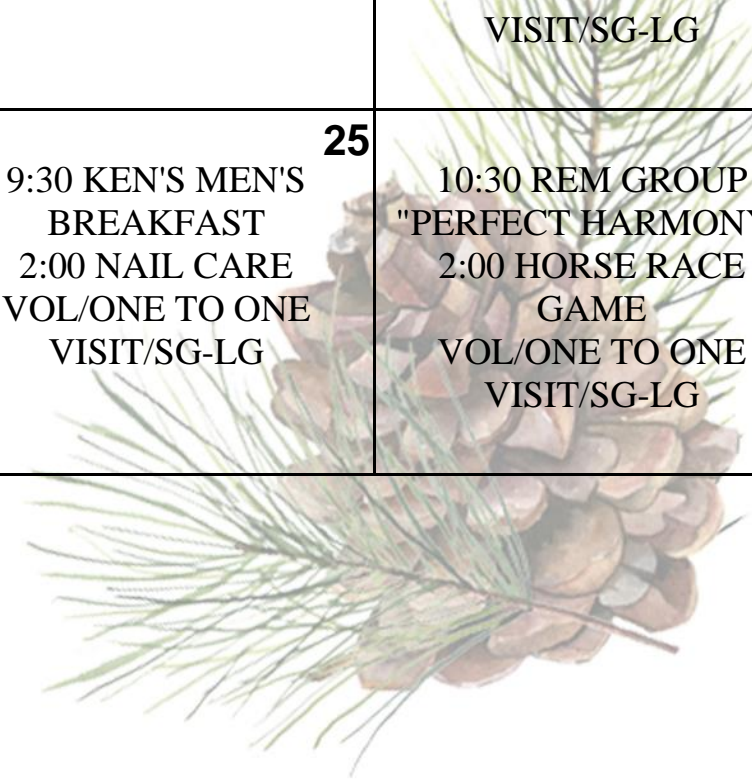 VISIT/SG-LG
25
9:30 KEN'S MEN'S
BREAKFAST
2:00 NAIL CARE
VOL/ONE TO ONE
VISIT/SG-LG
10:30 REM GROUP
"PERFECT HARMONY
2:00 HORSE RACE
GAME
VOL/ONE TO ONE
VISIT/SG-LG